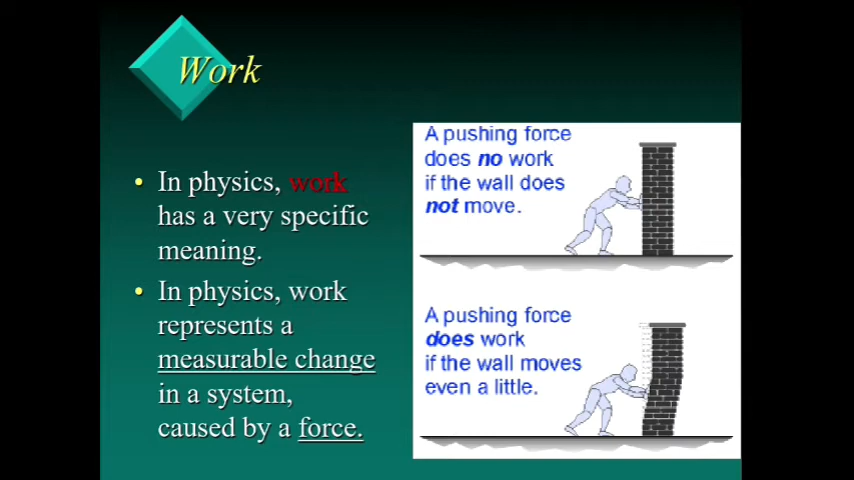 Work
• In physics, work
has a very specific
meaning.
• In physics, work
represents a
measurable change
in a system,
caused by a force.
A pushing force
does no work
if the wall does
not move.
A pushing force
does work
if the wall moves
even a little.